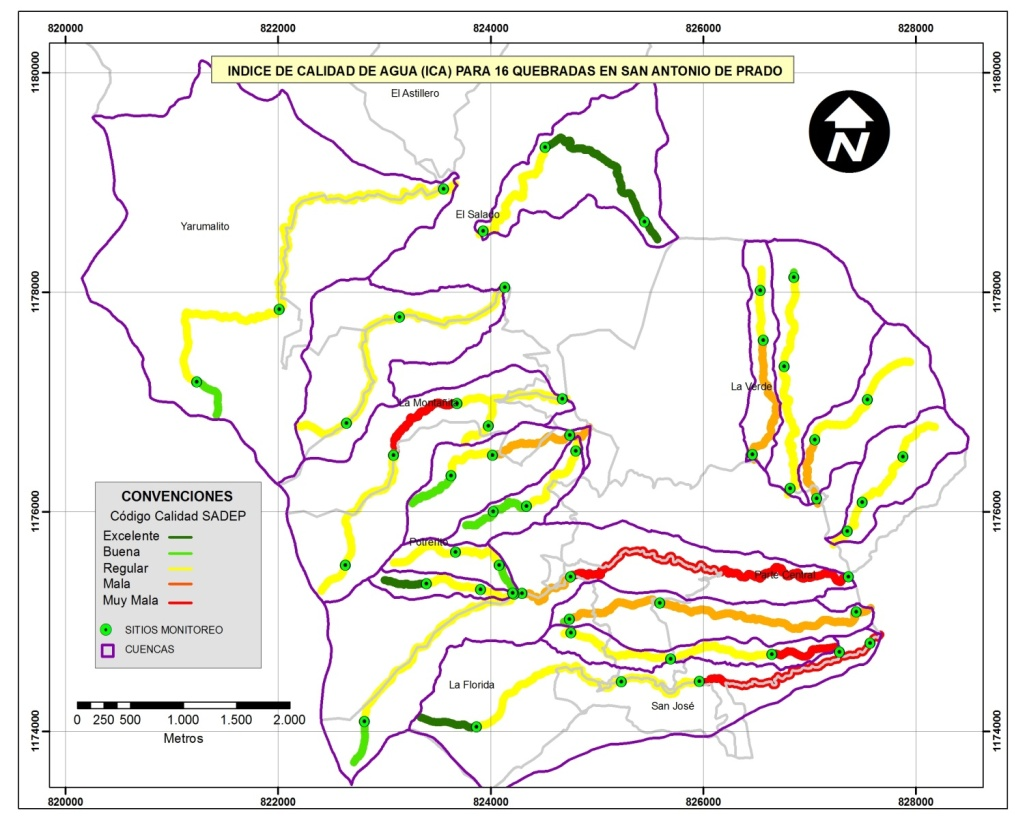 820000 822000 824000 826000 828000
INDICE DE CALIDAD DE AGUA (ICA) PARA 16 QUEBRADAS EN SAN ANTONIO DE PRADO
1180000 1180000
El Astillero
N
El Salado
Yarumalito
1178000 1178000
La Verde
La Montañita
1176000 1176000
CONVENCIONES
Código Calidad SADEP
Excelente
Buena
Regular
Mala
Muy Mala
SITIOS MONITOREO
CUENCAS
Potrerito
Parte Central
La Florida
San José
0 250 500 1.000 1.500 2.000
Metros
1174000 1174000
820000 822000 824000 826000 828000